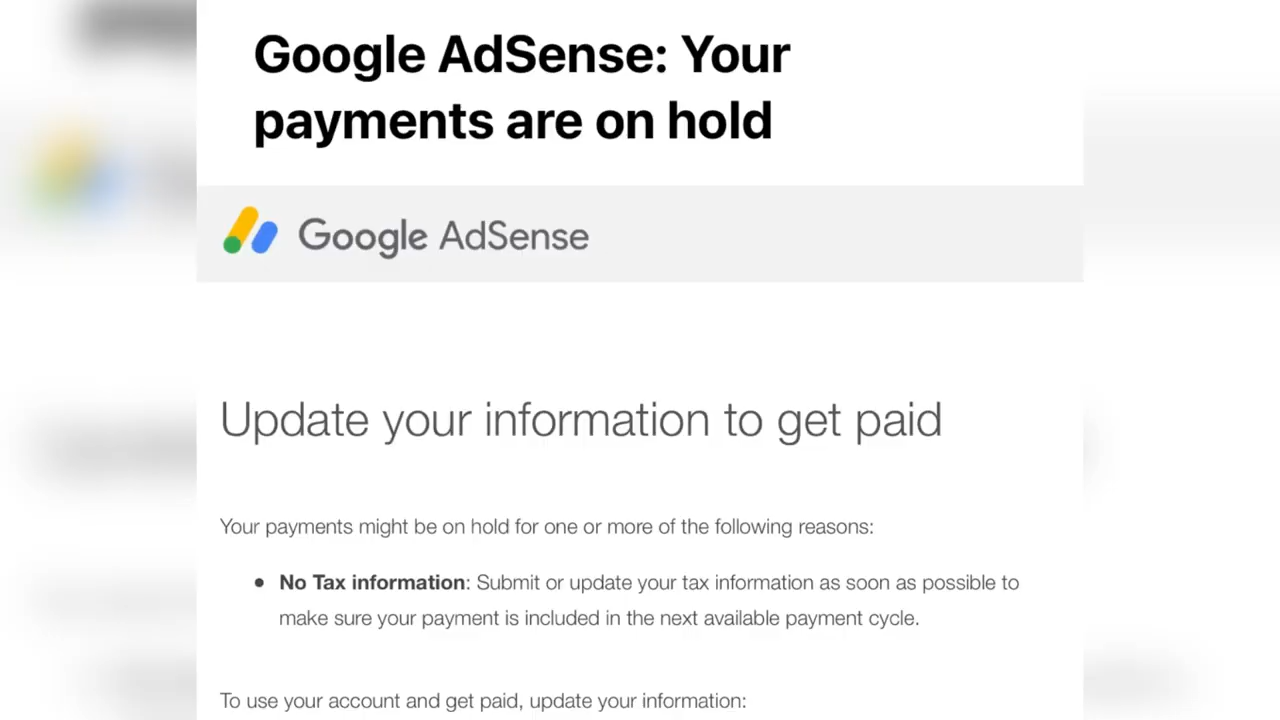 Google AdSense: Your
payments are on hold
Google AdSense
Update your information to get paid
Your payments might be on hold for one or more of the following reasons:
• No Tax information: Submit or update your tax information as soon as possible to
make sure your payment is included in the next available payment cycle.
To use your account and get paid, update your information: